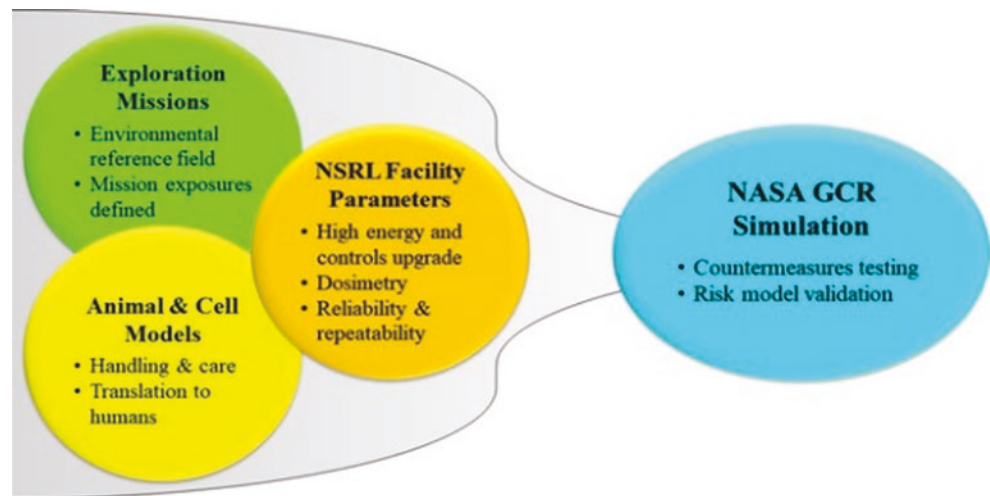 Exploration
Missions
• Environmental
reference field
• Mission exposures
defined
NSRL Facility
Parameters
• High energy and
controls upgrade
• Dosimetry
• Reliability &
repeatability
Animal & Cell
Models
• Handling & care
• Translation to
humans
NASA GCR
Simulation
• Countermeasures testing
• Risk model validation